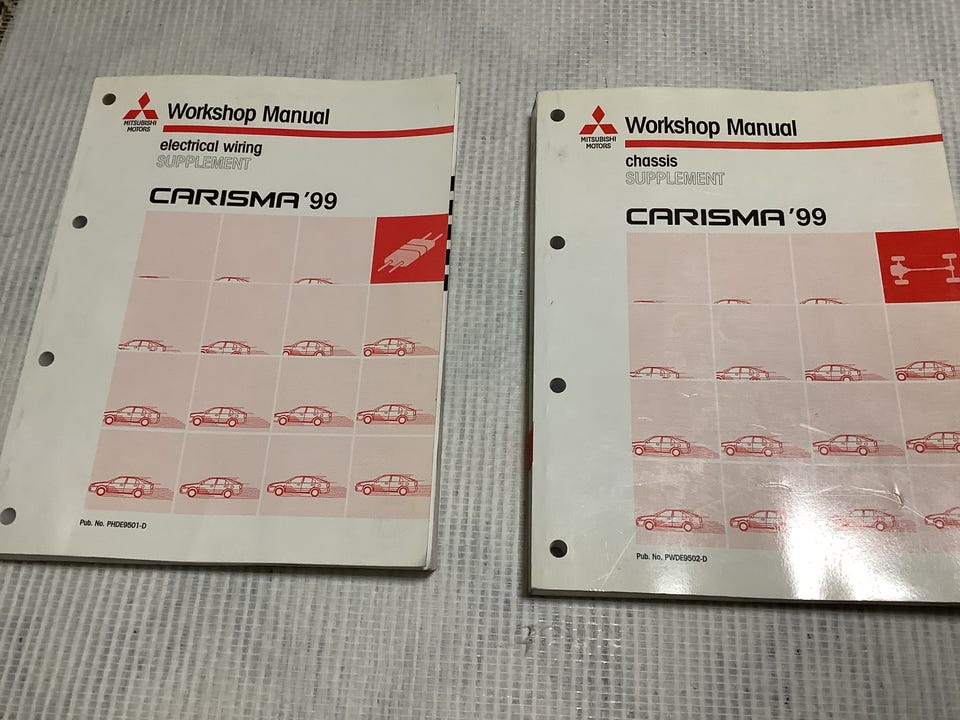 MITSUBISHI
MOTORS
Workshop Manual
electrical wiring
SUPPLEMENT
CARISMA '99
Pub. No. PHDE9501-D
MITSUBISHI
MOTORS
Workshop Manual
chassis
SUPPLEMENT
CARISMA '99
Pub. No. PWDE9502-D